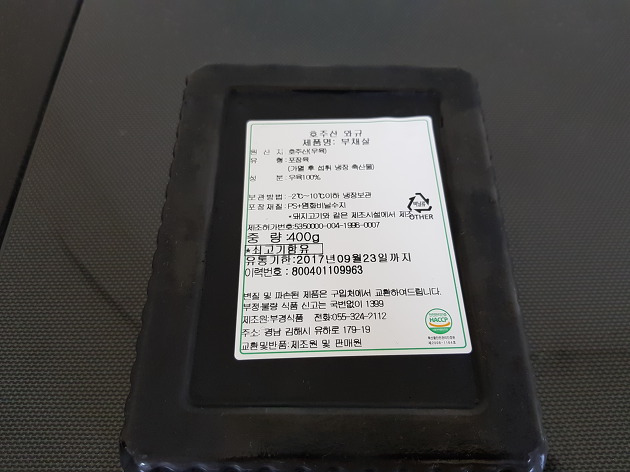 호주산 와규
제품명: 부채살
원 산 지: 호주산(우육)
유 형: 포장육
(가열 후 섭취 냉장 축산물)
성 분: 우육100%
보관방법: -2℃~10℃이하 냉장보관
포장재질: PS+염화비닐수지
*돼지고기와 같은 제조시설에서 제조
OTHER
제조허가번호:5350000-004-1996-0007
중 량:400g
*쇠고기함유
유통기한:2017년09월23일까지
이력번호: 800401109963
변질 및 파손된 제품은 구입처에서 교환하여드립니다.
부정·불량 식품 신고는 국번없이 1399
제조원:부경식품 전화:055-324-2112
주소: 경남 김해시 유하로 179-19
교환및반품:제조원 및 판매원
HACCP